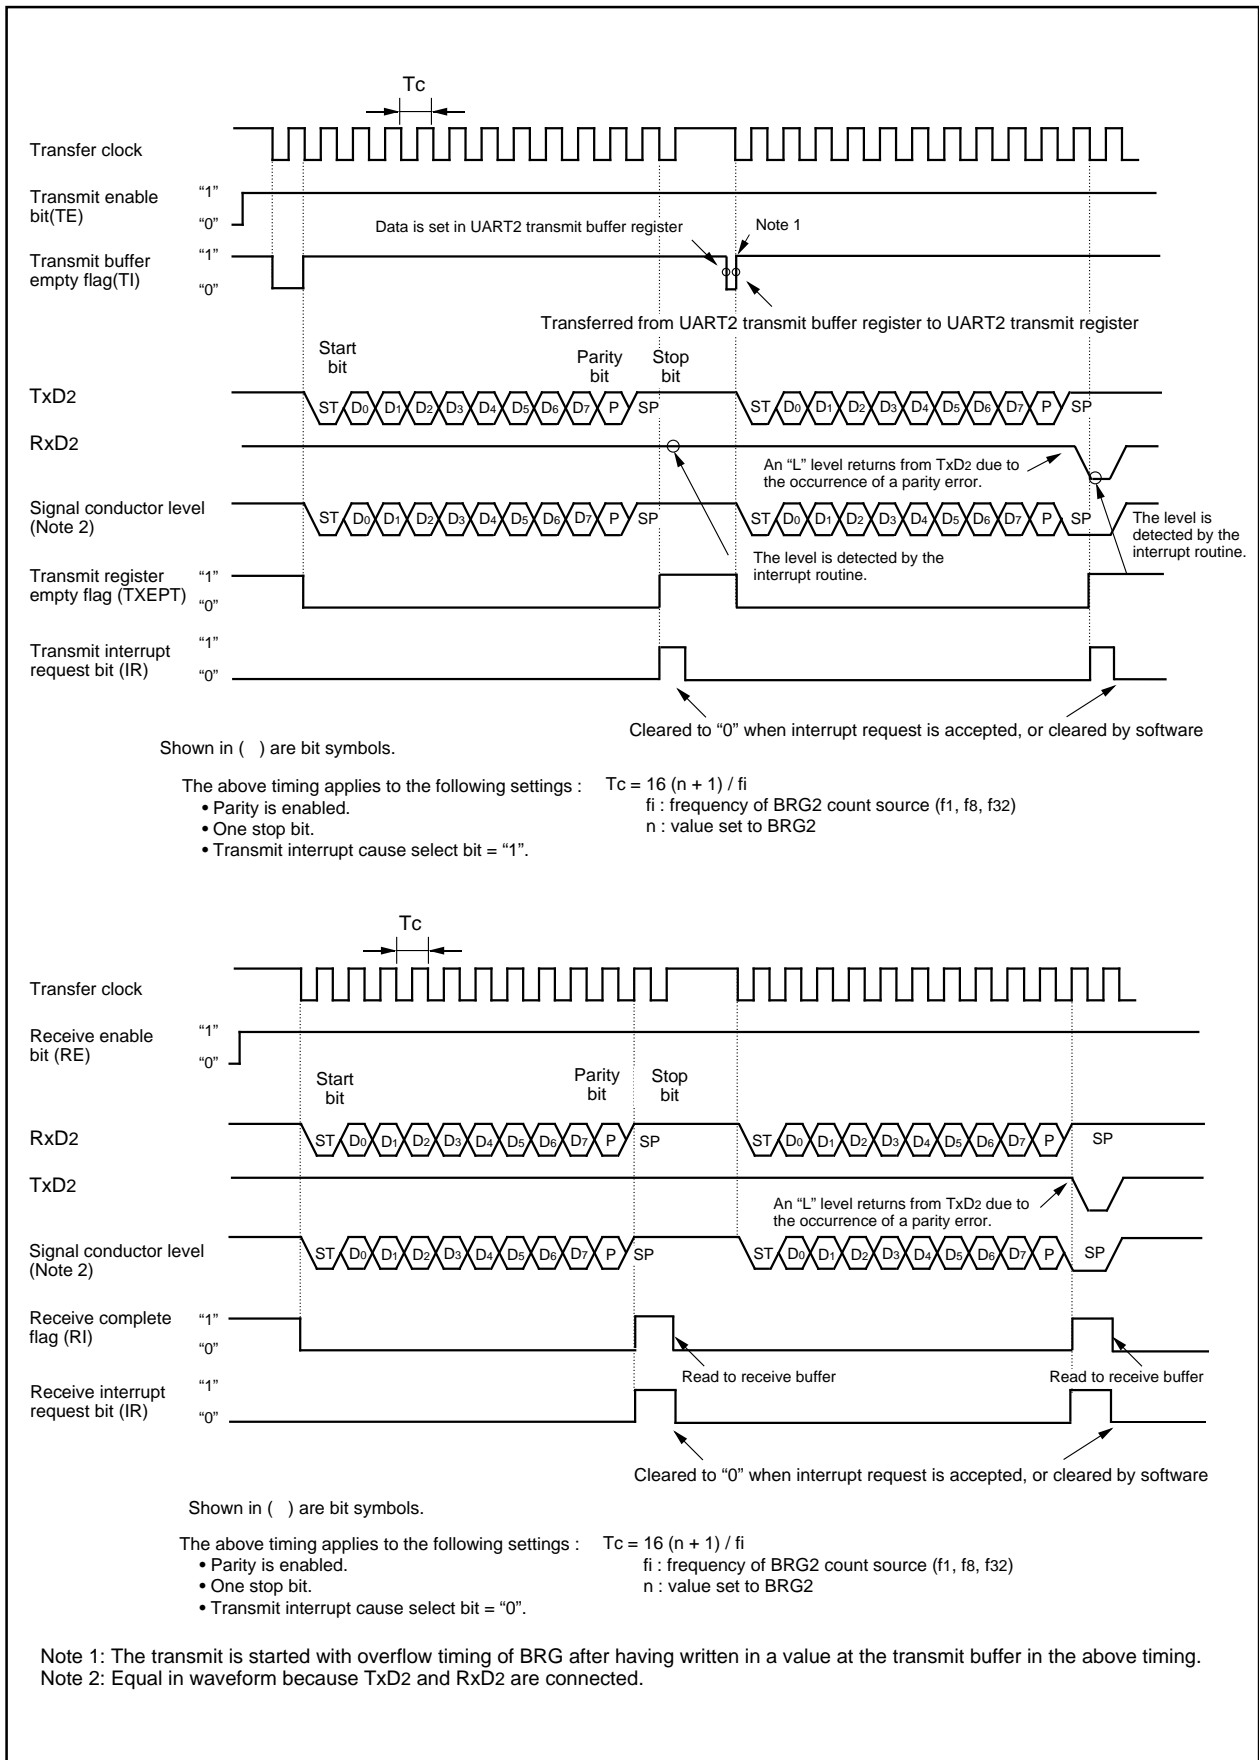 Tc
Transfer clock
Transmit enable
bit(TE)
“1”
“0”
Data is set in UART2 transmit buffer register
Note 1
Transmit buffer
empty flag(TI)
“1”
“0”
Transferred from UART2 transmit buffer register to UART2 transmit register
Start
bit
Parity
bit
Stop
bit
TxD2
ST D0 D1 D2 D3 D4 D5 D6 D7 P SP
ST D0 D1 D2 D3 D4 D5 D6 D7 P SP
RxD2
An “L” level returns from TxD2 due to
the occurrence of a parity error.
Signal conductor level
(Note 2)
ST D0 D1 D2 D3 D4 D5 D6 D7 P SP
ST D0 D1 D2 D3 D4 D5 D6 D7 P SP
The level is
detected by the
interrupt routine.
The level is detected by the
interrupt routine.
Transmit register
empty flag (TXEPT)
“1”
“0”
Transmit interrupt
request bit (IR)
“1”
“0”
Cleared to “0” when interrupt request is accepted, or cleared by software
Shown in ( ) are bit symbols.
The above timing applies to the following settings :
• Parity is enabled.
• One stop bit.
• Transmit interrupt cause select bit = “1”.
Tc = 16 (n + 1) / fi
fi : frequency of BRG2 count source (f1, f8, f32)
n : value set to BRG2
Tc
Transfer clock
Receive enable
bit (RE)
“1”
“0”
Start
bit
Parity
bit
Stop
bit
RxD2
ST D0 D1 D2 D3 D4 D5 D6 D7 P SP
ST D0 D1 D2 D3 D4 D5 D6 D7 P SP
TxD2
An “L” level returns from TxD2 due to
the occurrence of a parity error.
Signal conductor level
(Note 2)
ST D0 D1 D2 D3 D4 D5 D6 D7 P SP
ST D0 D1 D2 D3 D4 D5 D6 D7 P SP
Receive complete
flag (RI)
“1”
“0”
Read to receive buffer
Read to receive buffer
Receive interrupt
request bit (IR)
“1”
“0”
Cleared to “0” when interrupt request is accepted, or cleared by software
Shown in ( ) are bit symbols.
The above timing applies to the following settings :
• Parity is enabled.
• One stop bit.
• Transmit interrupt cause select bit = “0”.
Tc = 16 (n + 1) / fi
fi : frequency of BRG2 count source (f1, f8, f32)
n : value set to BRG2
Note 1: The transmit is started with overflow timing of BRG after having written in a value at the transmit buffer in the above timing.
Note 2: Equal in waveform because TxD2 and RxD2 are connected.